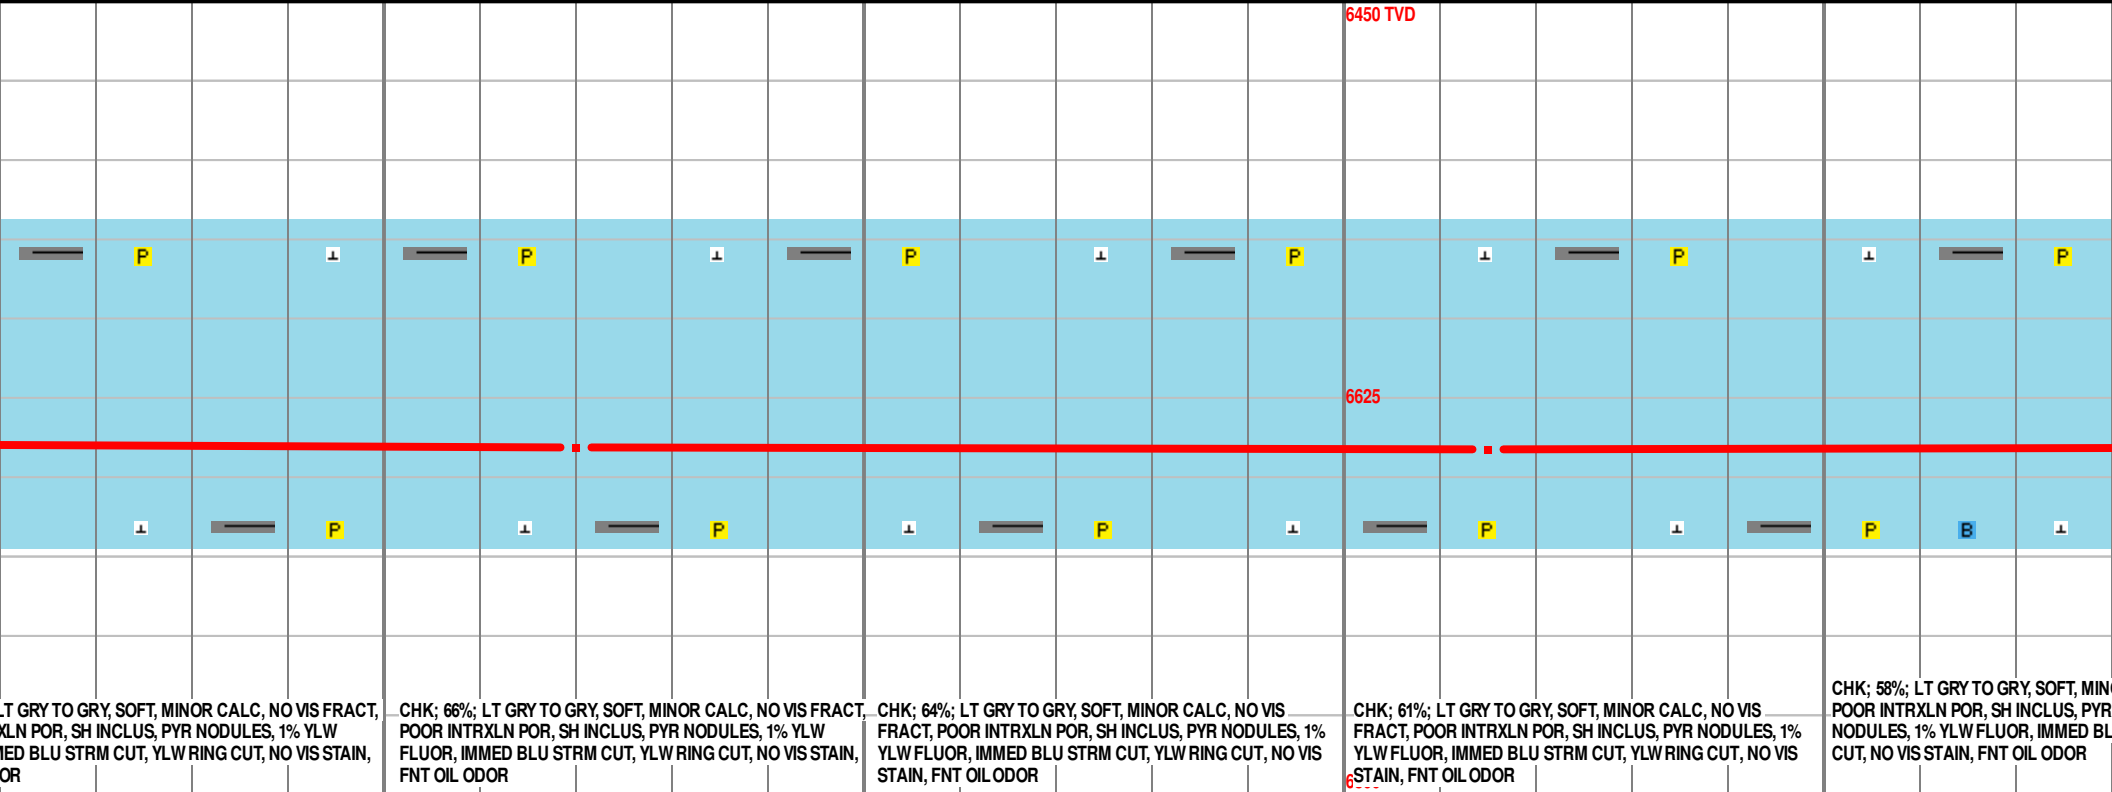 6450 TVD
P
P
P
P
P
P
6625
P
P
P
P
P
B
LT GRY TO GRY, SOFT, MINOR CALC, NO VIS FRACT,
XLN POR, SH INCLUS, PYR NODULES, 1% YLW
MED BLU STRM CUT, YLW RING CUT, NO VIS STAIN,
OR
CHK; 66%; LT GRY TO GRY, SOFT, MINOR CALC, NO VIS FRACT,
POOR INTRXLN POR, SH INCLUS, PYR NODULES, 1% YLW
FLUOR, IMMED BLU STRM CUT, YLW RING CUT, NO VIS STAIN,
FNT OIL ODOR
CHK; 64%; LT GRY TO GRY, SOFT, MINOR CALC, NO VIS
FRACT, POOR INTRXLN POR, SH INCLUS, PYR NODULES, 1%
YLW FLUOR, IMMED BLU STRM CUT, YLW RING CUT, NO VIS
STAIN, FNT OIL ODOR
CHK; 61%; LT GRY TO GRY, SOFT, MINOR CALC, NO VIS
FRACT, POOR INTRXLN POR, SH INCLUS, PYR NODULES, 1%
YLW FLUOR, IMMED BLU STRM CUT, YLW RING CUT, NO VIS
STAIN, FNT OIL ODOR
CHK; 58%; LT GRY TO GRY, SOFT, MIN
POOR INTRXLN POR, SH INCLUS, PYR
NODULES, 1% YLW FLUOR, IMMED BL
CUT, NO VIS STAIN, FNT OIL ODOR